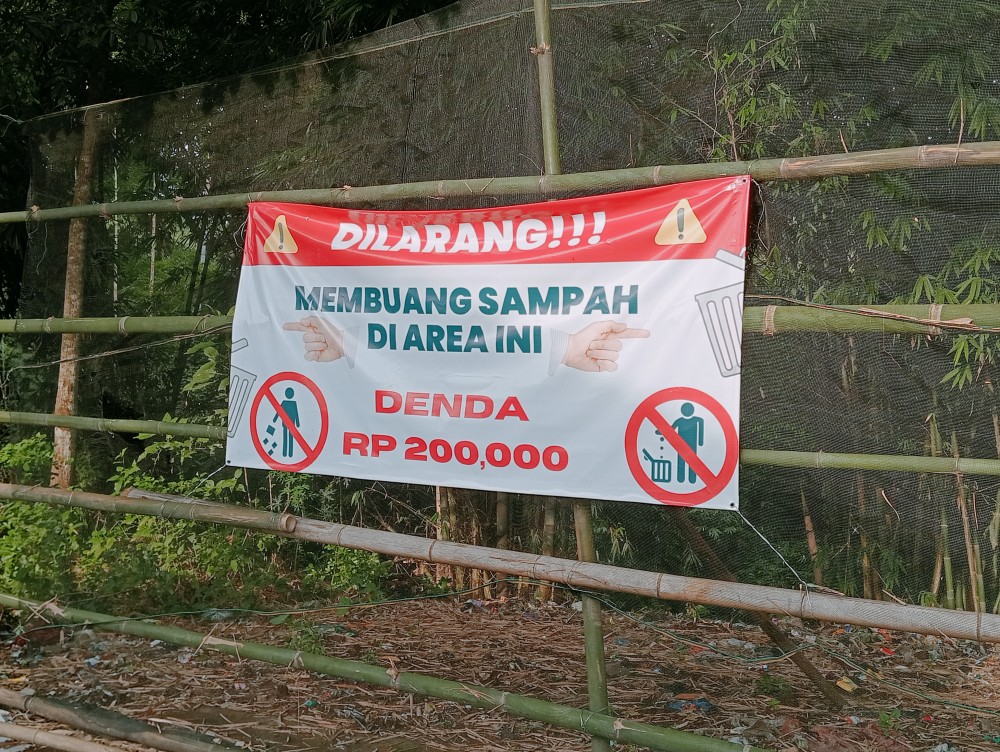 DILARANG!!!
MEMBUANG SAMPAH
DI AREA INI
DENDA
RP 200,000